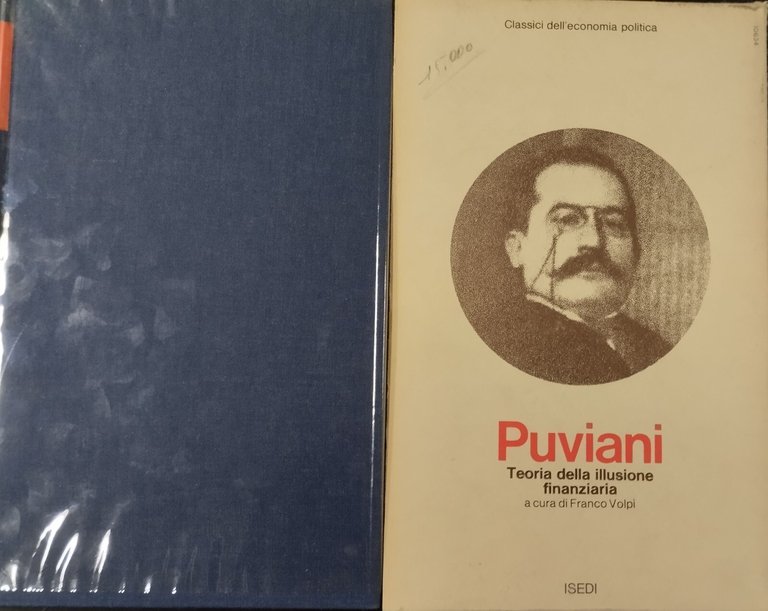 Classici dell'economia politica
15.000
Puviani
Teoria della illusione
finanziaria
a cura di Franco Volpi
ISEDI